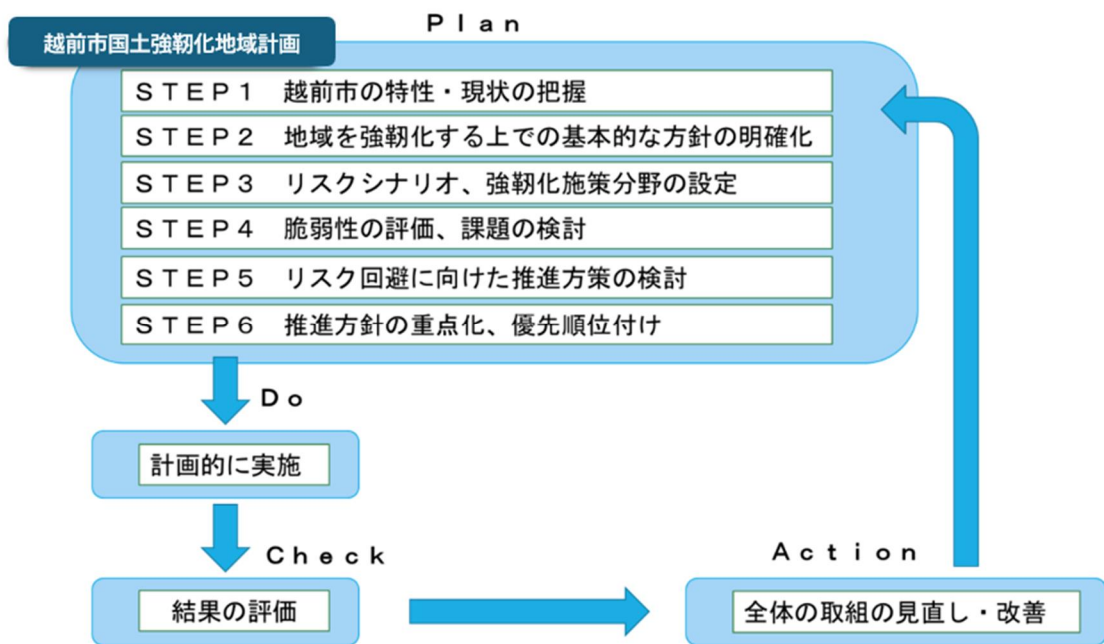 Ｐｌａｎ
越前市国土強靭化地域計画
ＳＴＥＰ１　越前市の特性・現状の把握
ＳＴＥＰ２　地域を強靭化する上での基本的な方針の明確化
ＳＴＥＰ３　リスクシナリオ、強靭化施策分野の設定
ＳＴＥＰ４　脆弱性の評価、課題の検討
ＳＴＥＰ５　リスク回避に向けた推進方策の検討
ＳＴＥＰ６　推進方針の重点化、優先順位付け
Ｄｏ
計画的に実施
Ｃｈｅｃｋ
結果の評価
Ａｃｔｉｏｎ
全体の取組の見直し・改善